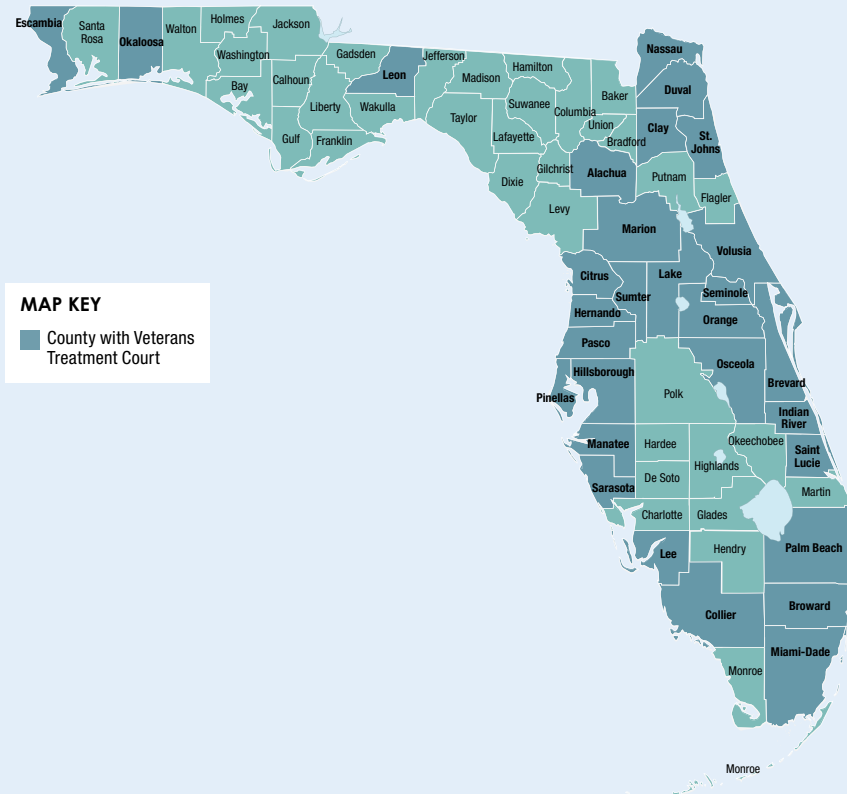 Escambia
Santa
Rosa
Okaloosa
Walton
Holmes
Washington
Bay
Jackson
Calhoun
Gulf
Liberty
Franklin
Gadsden
Leon
Wakulla
Jefferson
Madison
Taylor
Hamilton
Suwanee
Lafayette
Dixie
Columbia
Gilchrist
Levy
Baker
Union
Bradford
Nassau
Duval
Clay
St.
Johns
Alachua
Putnam
Flagler
Marion
Volusia
Citrus
Sumter
Lake
Seminole
Hernando
Orange
Pasco
Osceola
Hillsborough
Brevard
Pinellas
Polk
Indian
River
Manatee
Hardee
Okeechobee
Highlands
Saint
Lucie
Sarasota
De Soto
Martin
Charlotte
Glades
Lee
Hendry
Palm Beach
Collier
Broward
Miami-Dade
Monroe
Monroe
MAP KEY
County with Veterans
Treatment Court